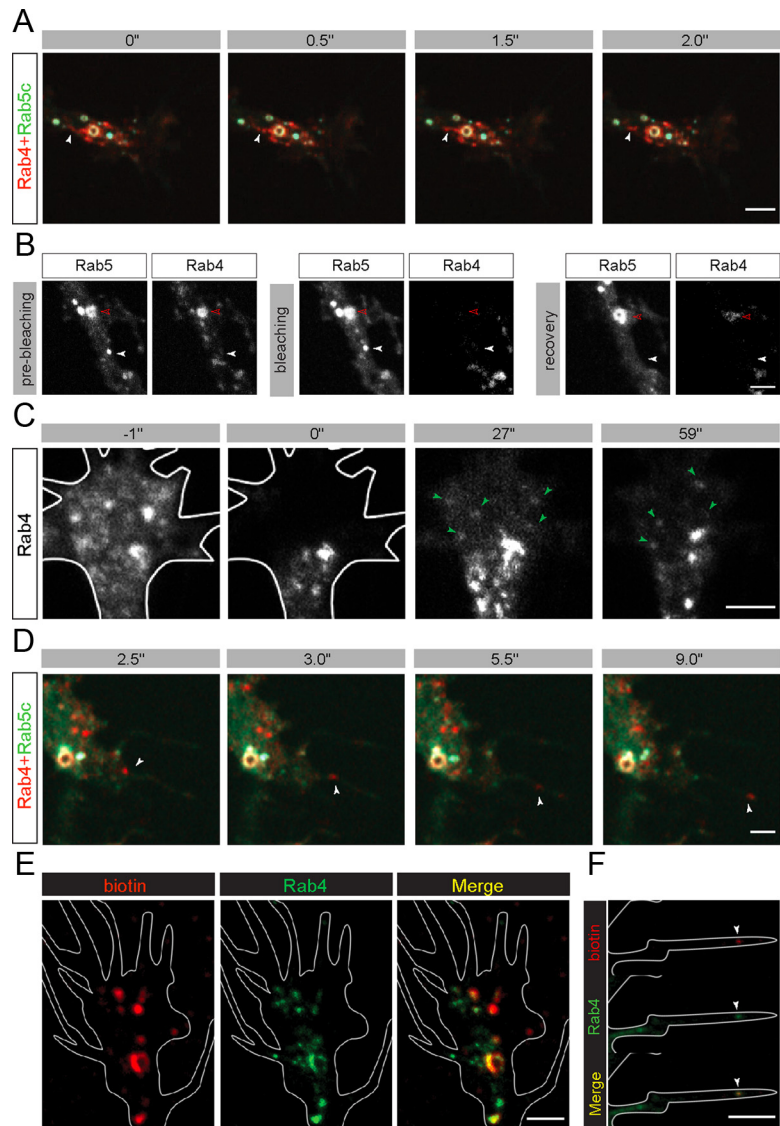 A
0" 0.5" 1.5" 2.0"
Rab4+Rab5c
B
Rab5 Rab4 Rab5 Rab4 Rab5 Rab4
pre-bleaching
bleaching
recovery
C
-1" 0" 27" 59"
Rab4
D
2.5" 3.0" 5.5" 9.0"
Rab4+Rab5c
E
biotin Rab4 Merge
F
biotin
Rab4
Merge